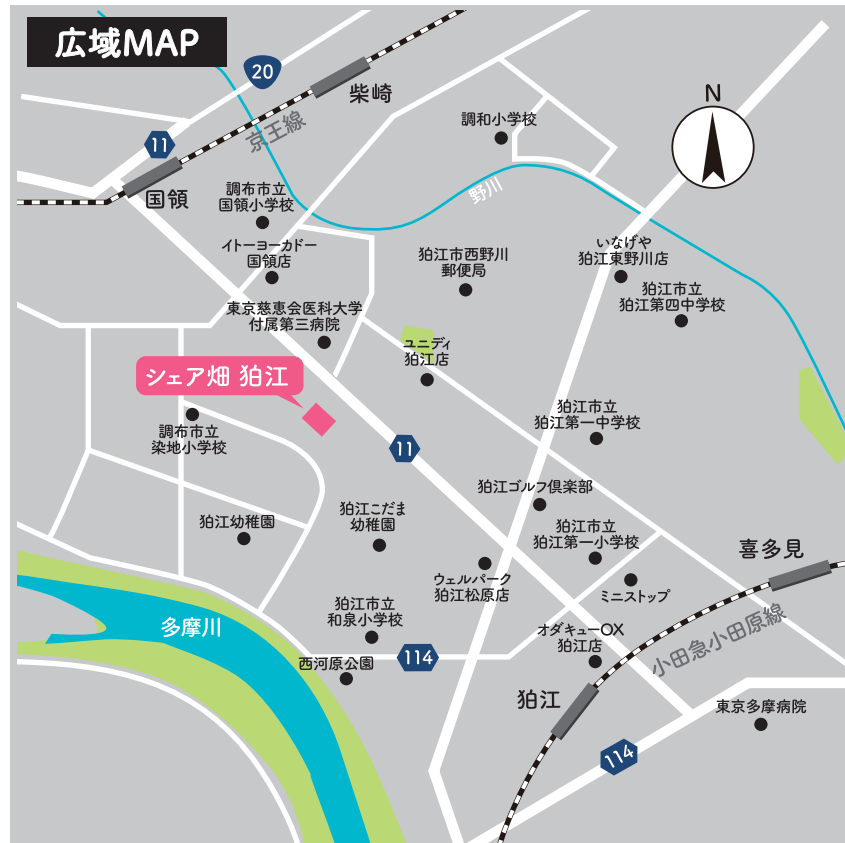 広域MAP
20
柴崎
N
調和小学校
京王線
11
国領
調布市立
国領小学校
野川
イトーヨーカドー
国領店
狛江市西野川
郵便局
いなげや
狛江東野川店
狛江市立
狛江第四中学校
東京慈恵会医科大学
付属第三病院
ユニディ
狛江店
シェア畑 狛江
狛江市立
狛江第一中学校
調布市立
染地小学校
11
狛江ゴルフ倶楽部
狛江幼稚園
狛江こだま
幼稚園
狛江市立
狛江第一小学校
喜多見
ウェルパーク
狛江松原店
ミニストップ
多摩川
狛江市立
和泉小学校
オダキューOX
狛江店
小田急小田原線
西河原公園
114
狛江
東京多摩病院
114